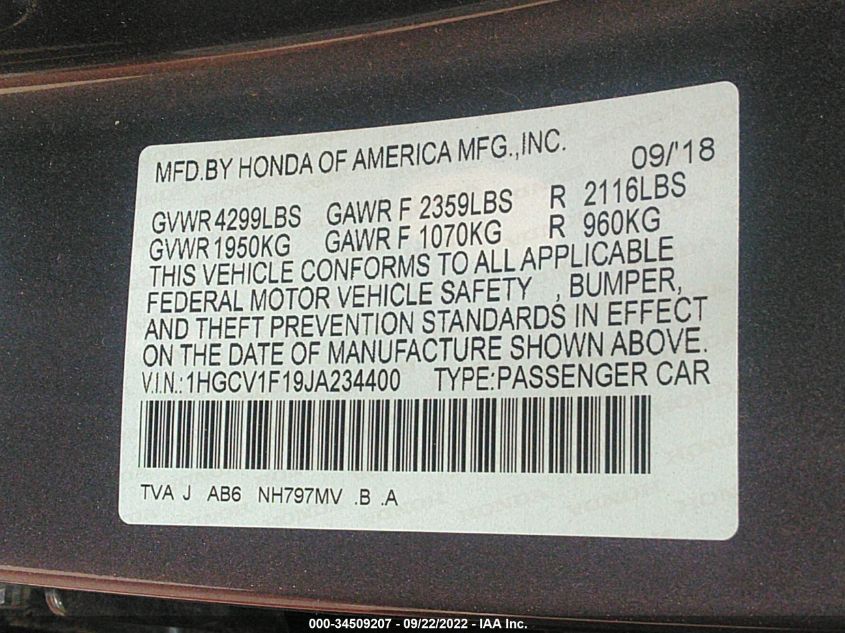 MFD.BY HONDA OF AMERICA MFG.,INC. 09/'18
GVWR 4299LBS GAWR F 2359LBS R 2116LBS
GVWR 1950KG GAWR F 1070KG R 960KG
THIS VEHICLE CONFORMS TO ALL APPLICABLE
FEDERAL MOTOR VEHICLE SAFETY , BUMPER,
AND THEFT PREVENTION STANDARDS IN EFFECT
ON THE DATE OF MANUFACTURE SHOWN ABOVE.
V.I.N.:1HGCV1F19JA234400 TYPE:PASSENGER CAR
TVA J AB6 NH797MV .B .A
000-34509207 - 09/22/2022 - IAA Inc.